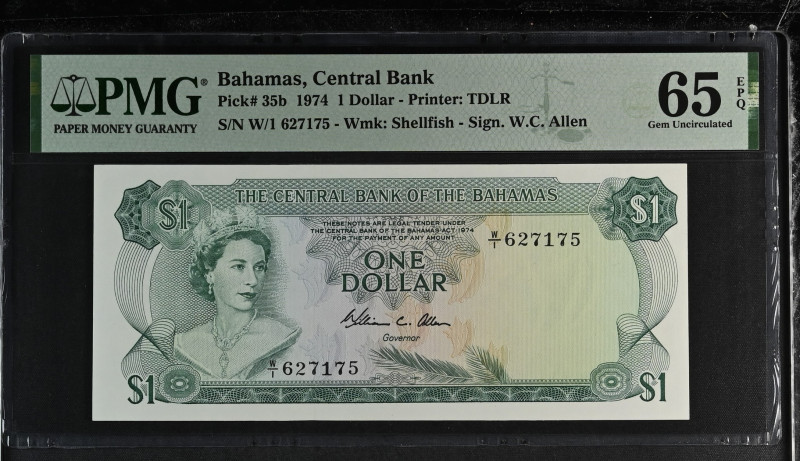 PMG®
PAPER MONEY GUARANTY
Bahamas, Central Bank
Pick# 35b 1974 1 Dollar - Printer: TDLR
S/N W/1 627175 - Wmk: Shellfish - Sign. W.C. Allen
65
EPQ
Gem Uncirculated
THE CENTRAL BANK OF THE BAHAMAS
$1
$1
THESE NOTES ARE LEGAL TENDER UNDER
THE CENTRAL BANK OF THE BAHAMAS ACT 1974
FOR THE PAYMENT OF ANY AMOUNT
W/1 627175
ONE
DOLLAR
William C. Allen
Governor
W/1 627175
$1
$1